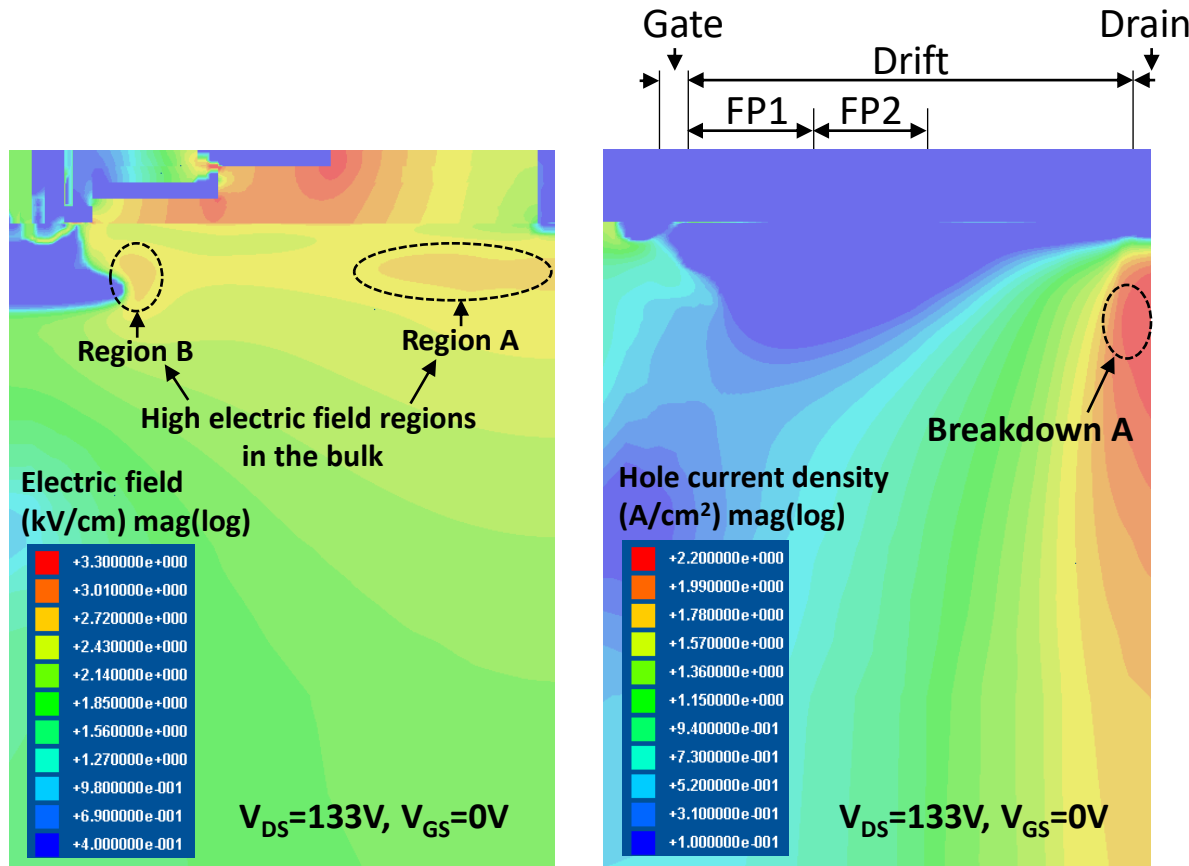 Gate
Drain
Drift
FP1
FP2
Region B
Region A
High electric field regions
in the bulk
Electric field
(kV/cm) mag(log)
+3.300000e+000
+3.010000e+000
+2.720000e+000
+2.430000e+000
+2.140000e+000
+1.850000e+000
+1.560000e+000
+1.270000e+000
+9.800000e-001
+6.900000e-001
+4.000000e-001
V_DS=133V, V_GS=0V
Breakdown A
Hole current density
(A/cm²) mag(log)
+2.200000e+000
+1.990000e+000
+1.780000e+000
+1.570000e+000
+1.360000e+000
+1.150000e+000
+9.400000e-001
+7.300000e-001
+5.200000e-001
+3.100000e-001
+1.000000e-001
V_DS=133V, V_GS=0V